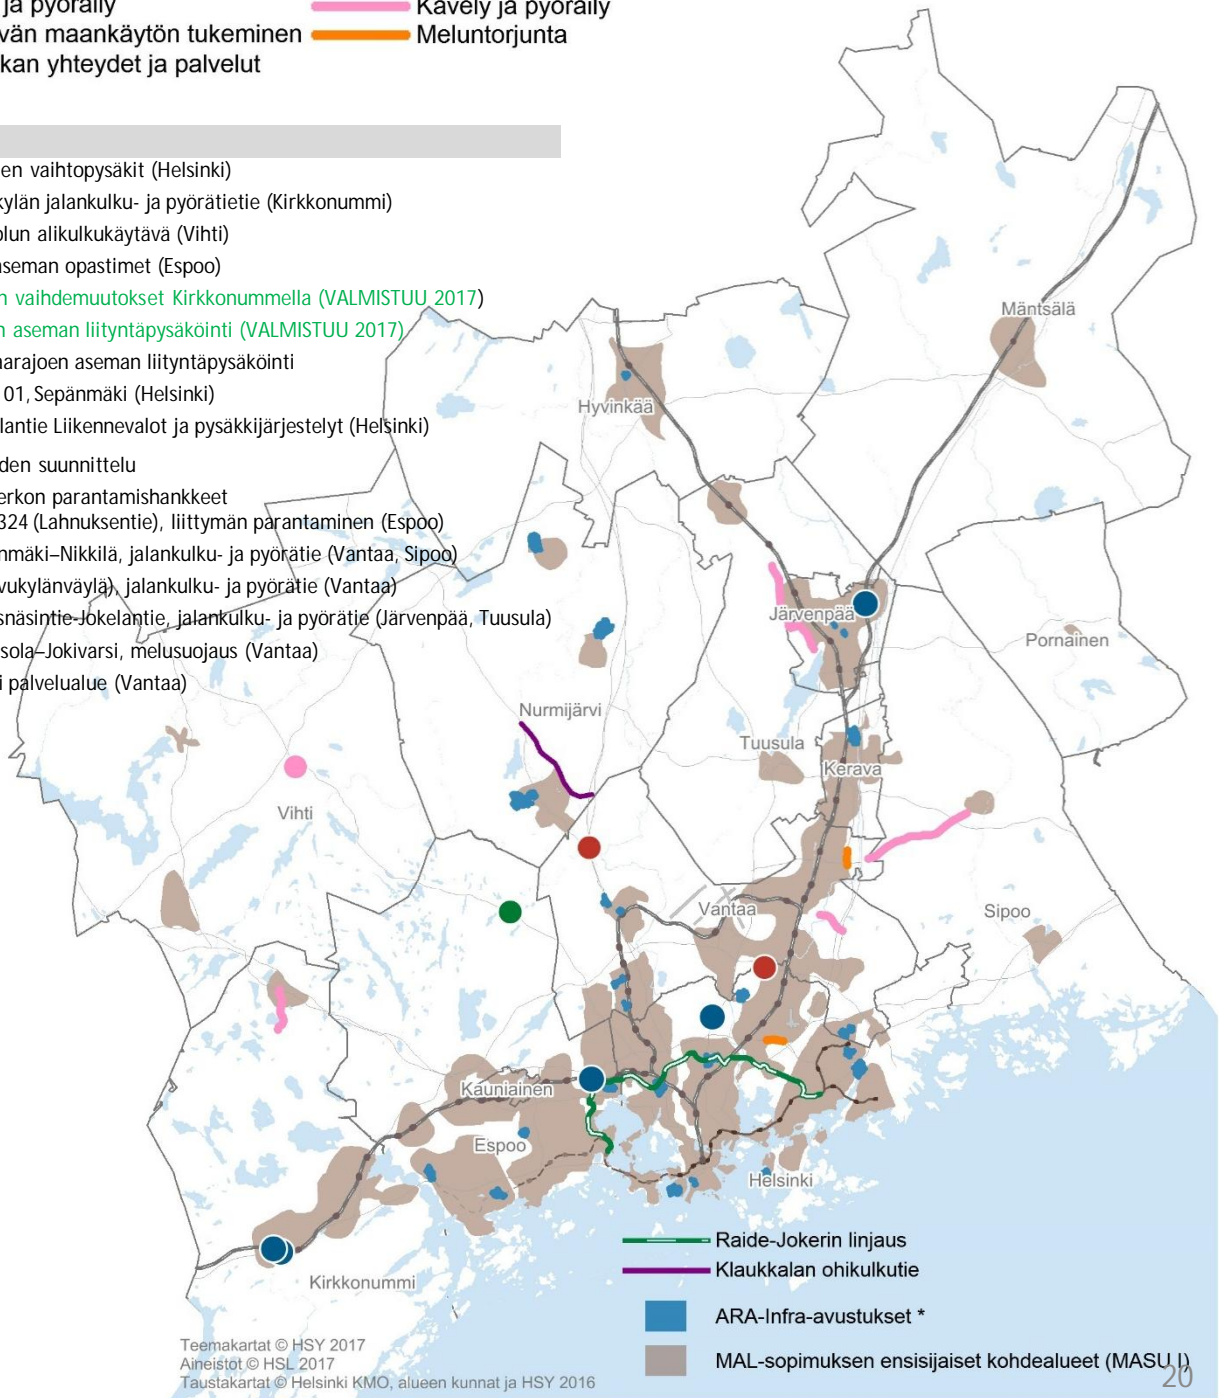 ja pyöräily
Kävely ja pyöräily
vän maankäytön tukeminen
Meluntorjunta
kan yhteydet ja palvelut
en vaihtopysäkit (Helsinki)
kylän jalankulku- ja pyörätietie (Kirkkonummi)
olun alikulkukäytävä (Vihti)
aseman opastimet (Espoo)
n vaihdemuutokset Kirkkonummella (VALMISTUU 2017)
n aseman liityntäpysäköinti (VALMISTUU 2017)
aarajoen aseman liityntäpysäköinti
101, Sepänmäki (Helsinki)
lantie Liikennevalot ja pysäkkijärjestelyt (Helsinki)
den suunnittelu
erkon parantamishankkeet
324 (Lahnuksentie), liittymän parantaminen (Espoo)
nmäki–Nikkilä, jalankulku- ja pyörätie (Vantaa, Sipoo)
vukylänväylä), jalankulku- ja pyörätie (Vantaa)
snäsintie-Jokelantie, jalankulku- ja pyörätie (Järvenpää, Tuusula)
sola–Jokivarsi, melusuojaus (Vantaa)
i palvelualue (Vantaa)
Mäntsälä
Hyvinkää
Järvenpää
Pornainen
Nurmijärvi
Tuusula
Kerava
Vihti
Vantaa
Sipoo
Kauniainen
Espoo
Helsinki
Kirkkonummi
Raide-Jokerin linjaus
Klaukkalan ohikulkutie
ARA-Infra-avustukset *
MAL-sopimuksen ensisijaiset kohdealueet (MASU I)
Teemakartat © HSY 2017
Aineistot © HSL 2017
Taustakartat © Helsinki KMO, alueen kunnat ja HSY 2016
20